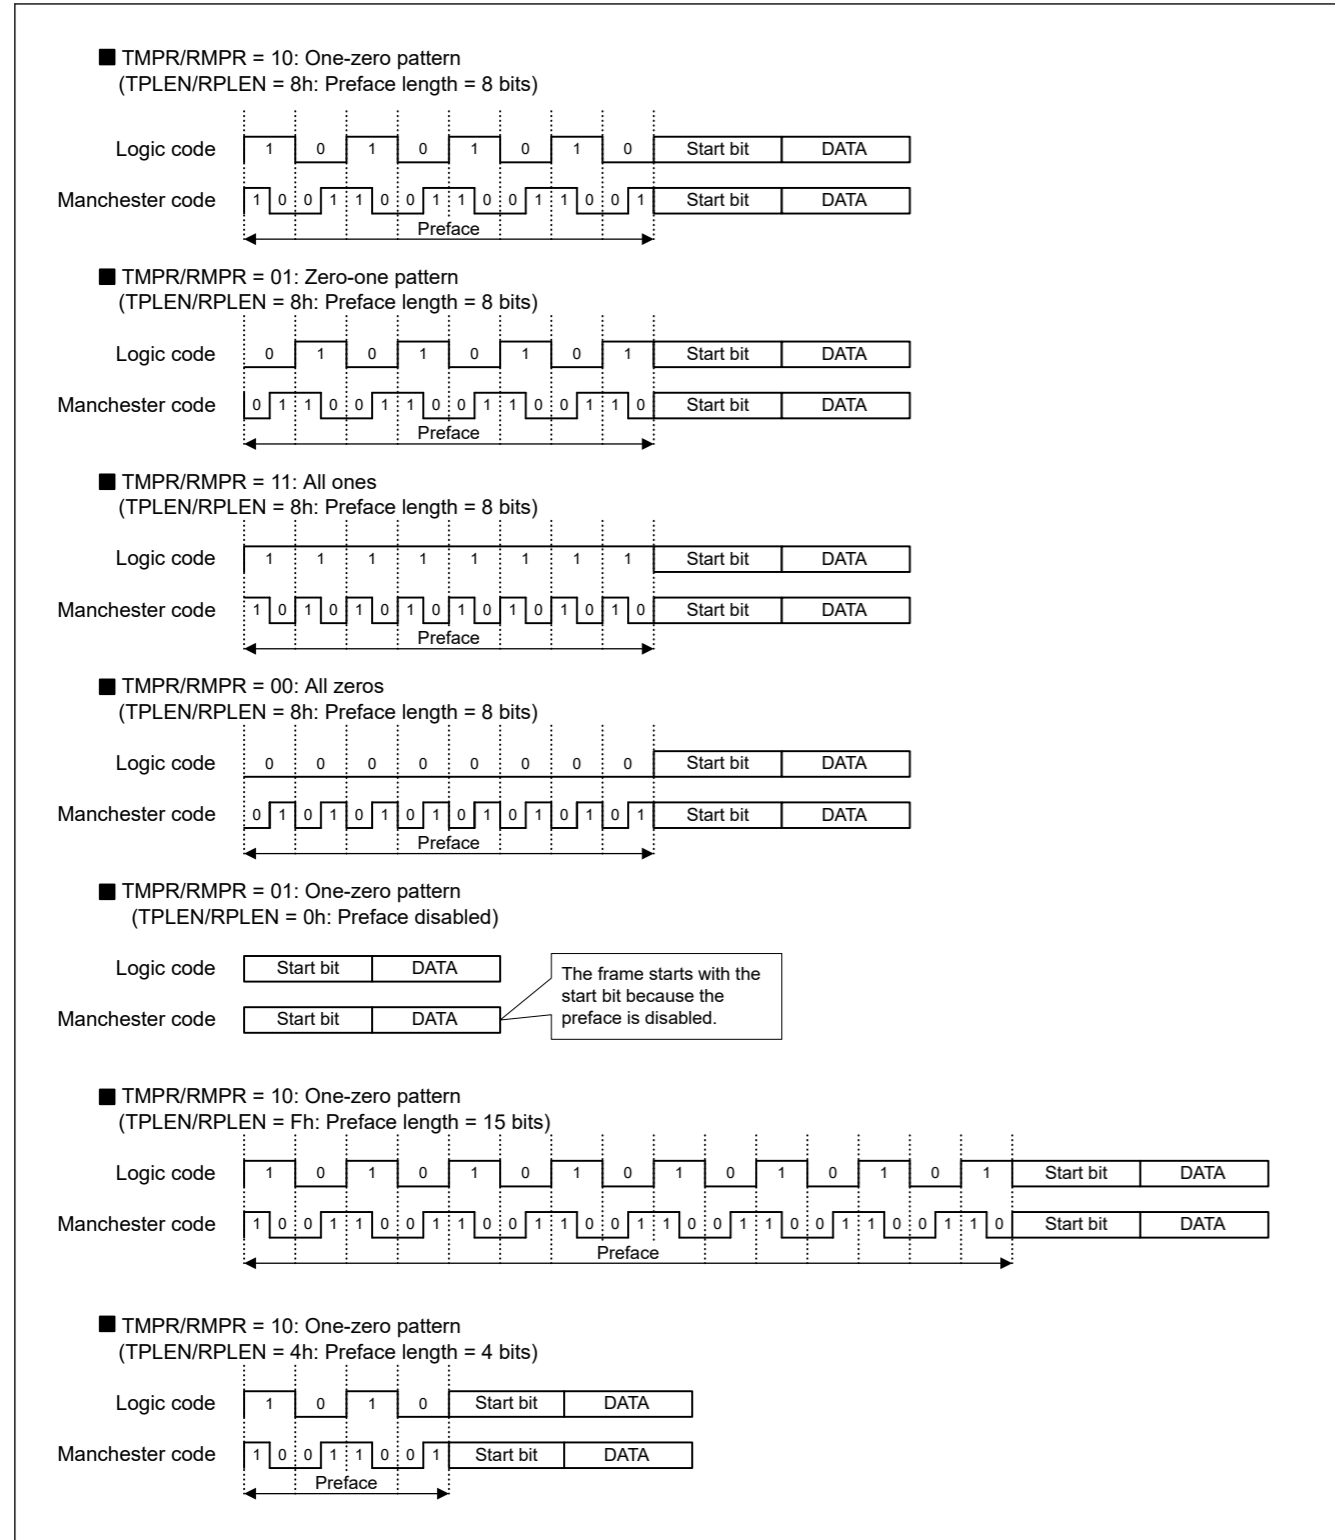 ■ TMPR/RMPR = 10: One-zero pattern
(TPLEN/RPLEN = 8h: Preface length = 8 bits)
Logic code 1 0 1 0 1 0 1 0 Start bit DATA
Manchester code 1 0 0 1 1 0 0 1 1 0 0 1 1 0 0 1 Start bit DATA
Preface
■ TMPR/RMPR = 01: Zero-one pattern
(TPLEN/RPLEN = 8h: Preface length = 8 bits)
Logic code 0 1 0 1 0 1 0 1 Start bit DATA
Manchester code 0 1 1 0 0 1 1 0 0 1 1 0 0 1 1 0 Start bit DATA
Preface
■ TMPR/RMPR = 11: All ones
(TPLEN/RPLEN = 8h: Preface length = 8 bits)
Logic code 1 1 1 1 1 1 1 1 Start bit DATA
Manchester code 1 0 1 0 1 0 1 0 1 0 1 0 1 0 1 0 Start bit DATA
Preface
■ TMPR/RMPR = 00: All zeros
(TPLEN/RPLEN = 8h: Preface length = 8 bits)
Logic code 0 0 0 0 0 0 0 0 Start bit DATA
Manchester code 0 1 0 1 0 1 0 1 0 1 0 1 0 1 0 1 Start bit DATA
Preface
■ TMPR/RMPR = 01: One-zero pattern
(TPLEN/RPLEN = 0h: Preface disabled)
Logic code Start bit DATA
Manchester code Start bit DATA
The frame starts with the
start bit because the
preface is disabled.
■ TMPR/RMPR = 10: One-zero pattern
(TPLEN/RPLEN = Fh: Preface length = 15 bits)
Logic code 1 0 1 0 1 0 1 0 1 0 1 0 1 0 1 Start bit DATA
Manchester code 1 0 0 1 1 0 0 1 1 0 0 1 1 0 0 1 1 0 0 1 1 0 0 1 1 0 0 1 1 0 Start bit DATA
Preface
■ TMPR/RMPR = 10: One-zero pattern
(TPLEN/RPLEN = 4h: Preface length = 4 bits)
Logic code 1 0 1 0 Start bit DATA
Manchester code 1 0 0 1 1 0 0 1 Start bit DATA
Preface